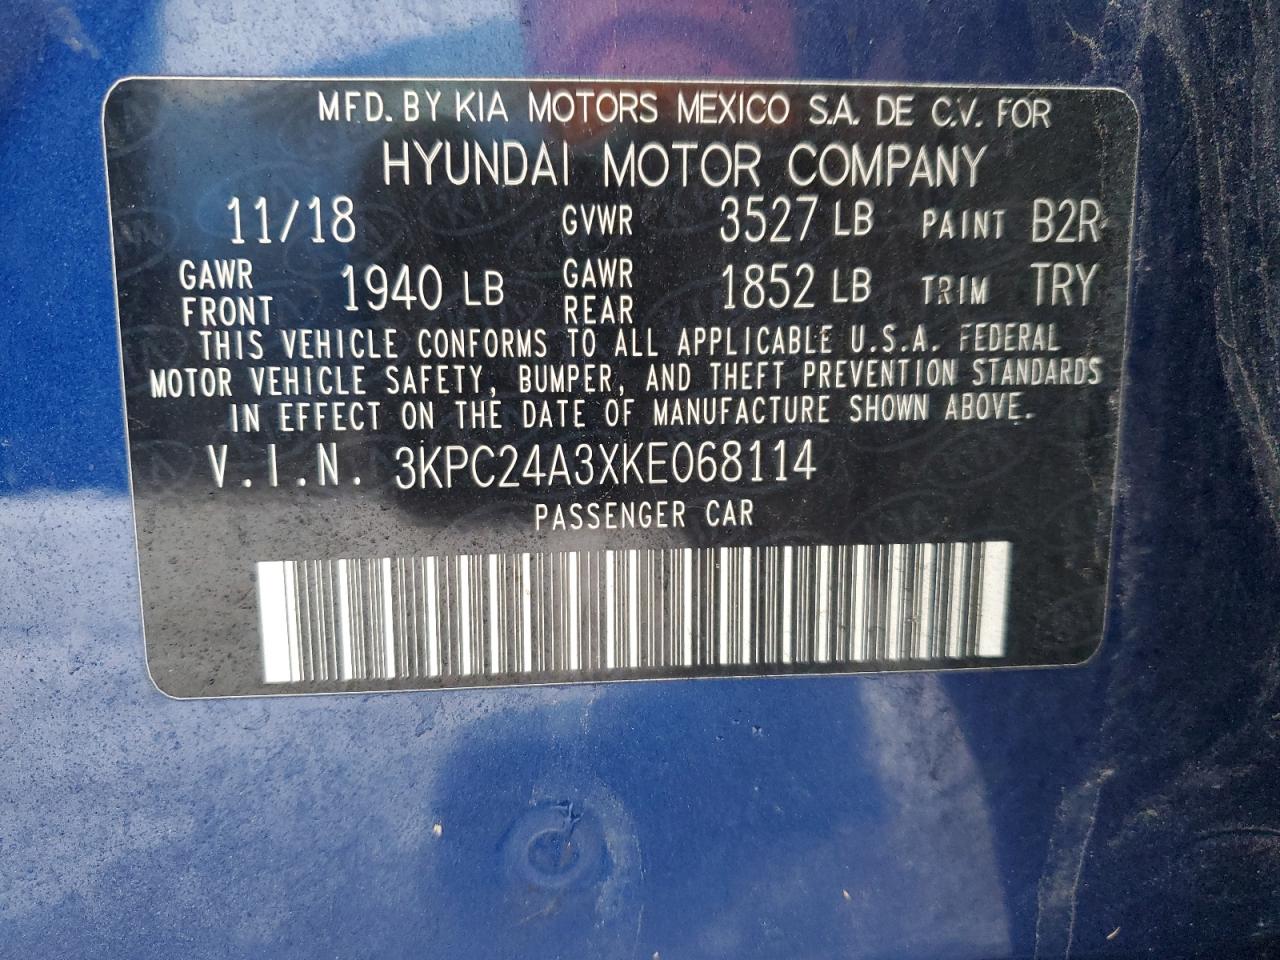 MFD. BY KIA MOTORS MEXICO S.A. DE C.V. FOR
HYUNDAI MOTOR COMPANY
11/18 GVWR 3527 LB PAINT B2R
GAWR FRONT 1940 LB GAWR REAR 1852 LB TRIM TRY
THIS VEHICLE CONFORMS TO ALL APPLICABLE U.S.A. FEDERAL
MOTOR VEHICLE SAFETY, BUMPER, AND THEFT PREVENTION STANDARDS
IN EFFECT ON THE DATE OF MANUFACTURE SHOWN ABOVE.
V.I.N. 3KPC24A3XKE068114
PASSENGER CAR